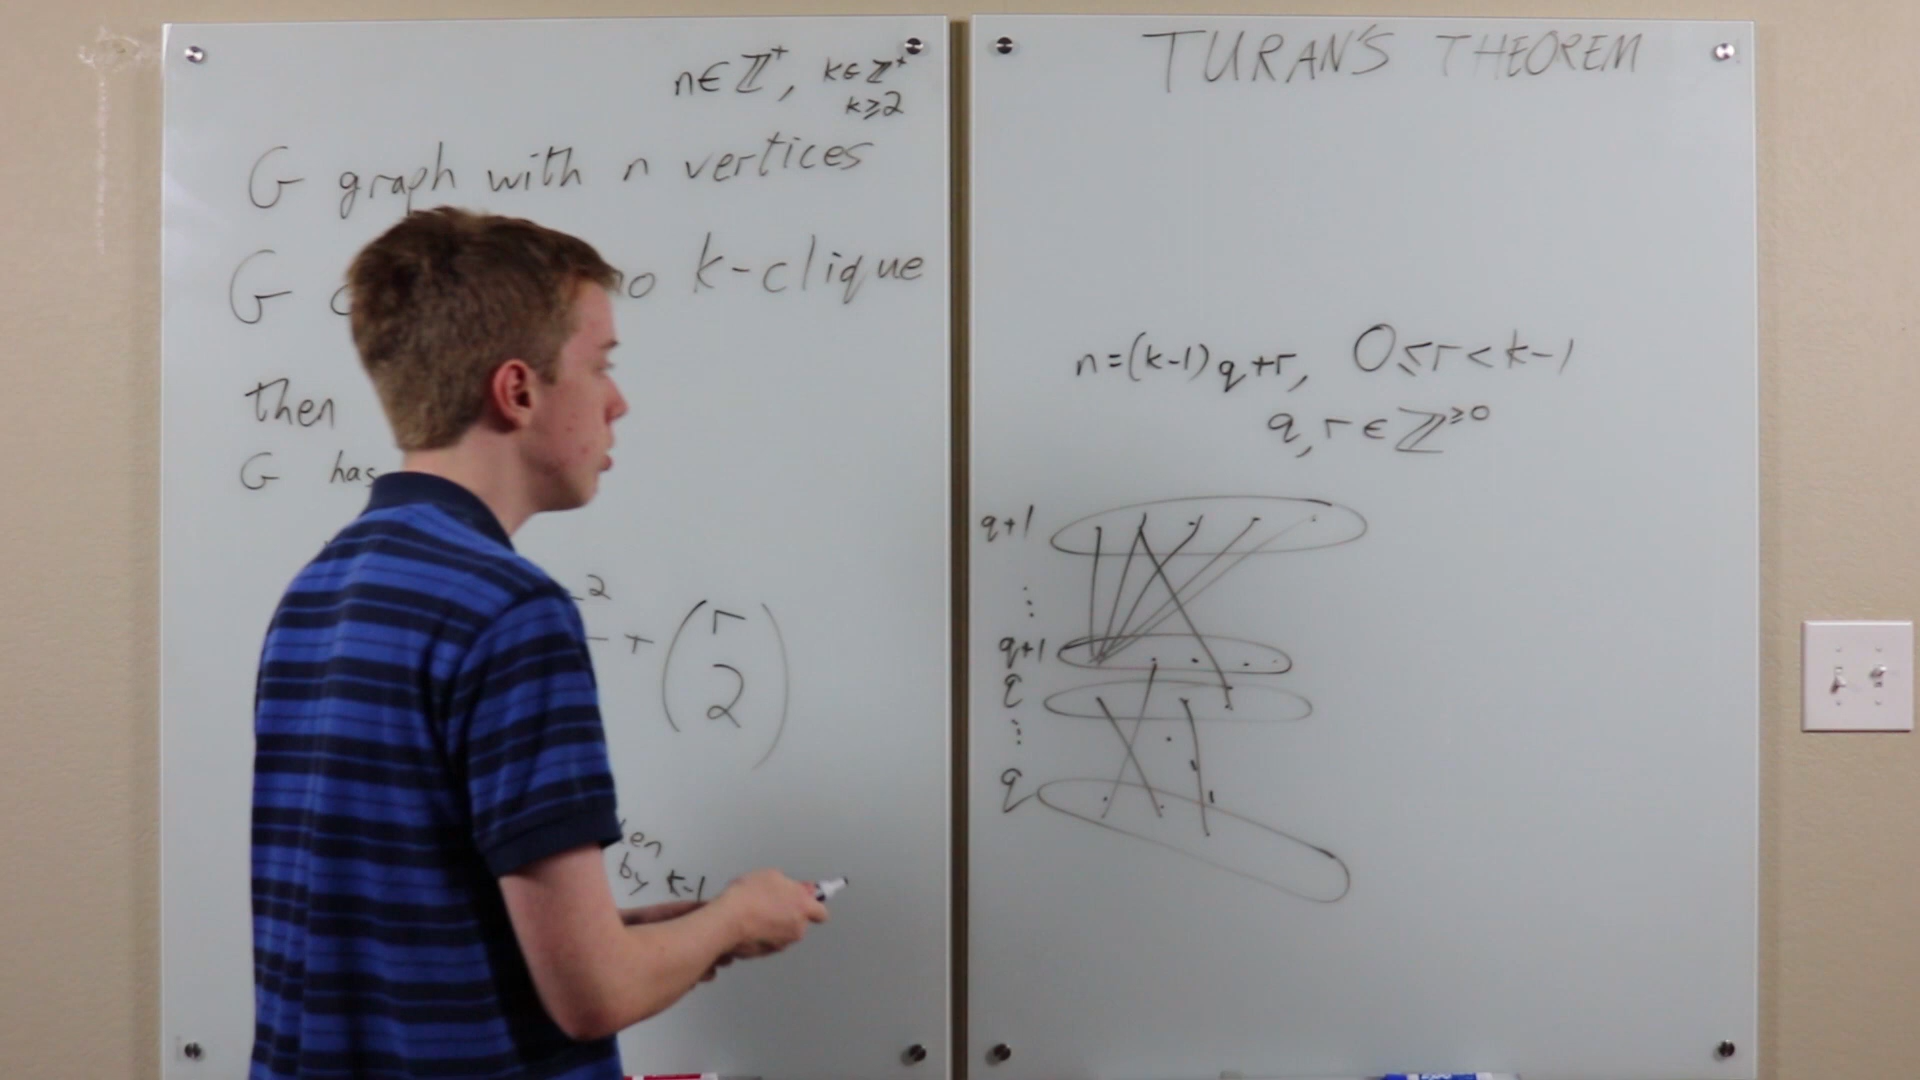 n∈ℤ⁺, k∈ℤ⁺
k≥2
G graph with n vertices
G no k-clique
then
G has
2
+ (r 2)
by k-1
TURAN'S THEOREM
n=(k-1)q+r, 0≤r<k-1
q,r∈ℤ≥0
q+1
⋮
q+1
q
⋮
q